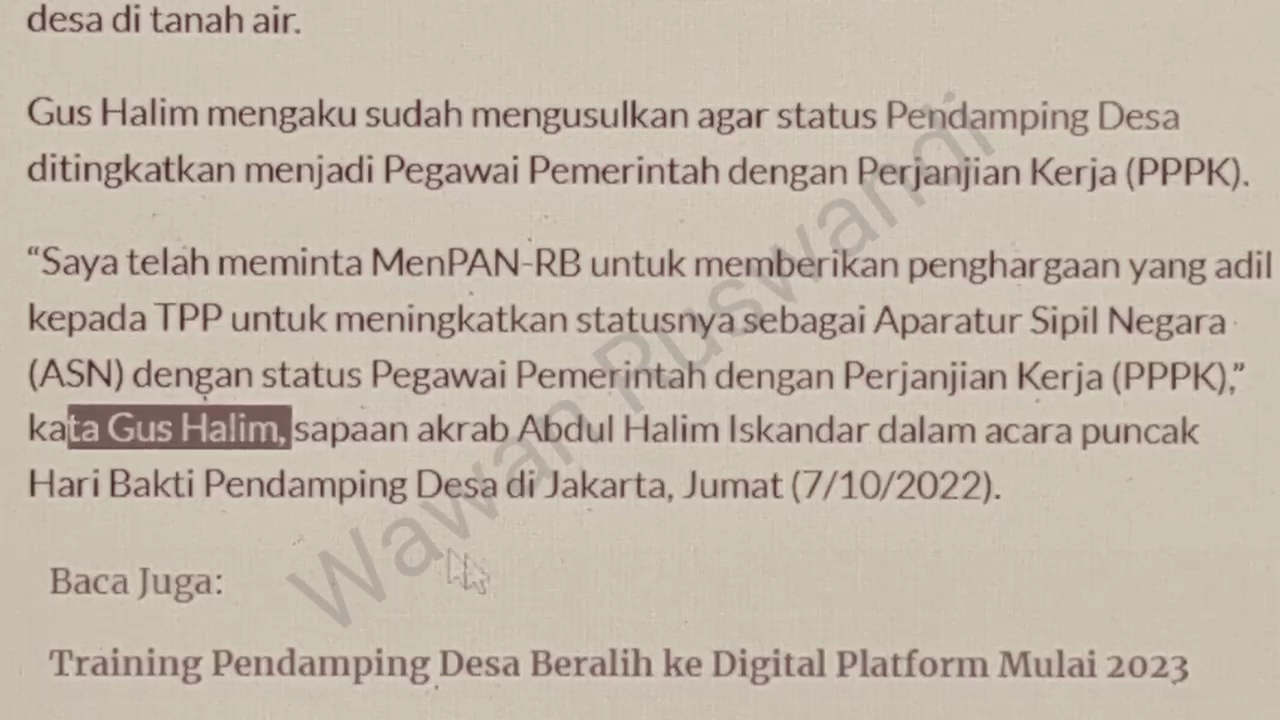 desa di tanah air.
Gus Halim mengaku sudah mengusulkan agar status Pendamping Desa
ditingkatkan menjadi Pegawai Pemerintah dengan Perjanjian Kerja (PPPK).
“Saya telah meminta MenPAN-RB untuk memberikan penghargaan yang adil
kepada TPP untuk meningkatkan statusnya sebagai Aparatur Sipil Negara
(ASN) dengan status Pegawai Pemerintah dengan Perjanjian Kerja (PPPK),”
kata Gus Halim, sapaan akrab Abdul Halim Iskandar dalam acara puncak
Hari Bakti Pendamping Desa di Jakarta, Jumat (7/10/2022).
Baca Juga:
Training Pendamping Desa Beralih ke Digital Platform Mulai 2023
Wawan Ruswandi